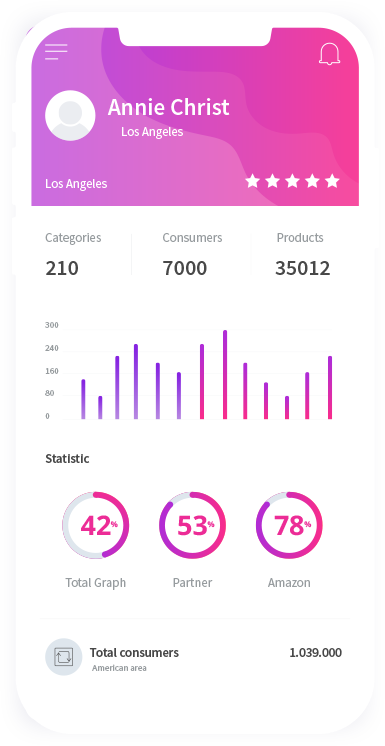 Annie Christ
Los Angeles
Los Angeles
Categories Consumers Products
210 7000 35012
300
240
160
80
0
Statistic
42% 53% 78%
Total Graph Partner Amazon
Total consumers 1.039.000
American area